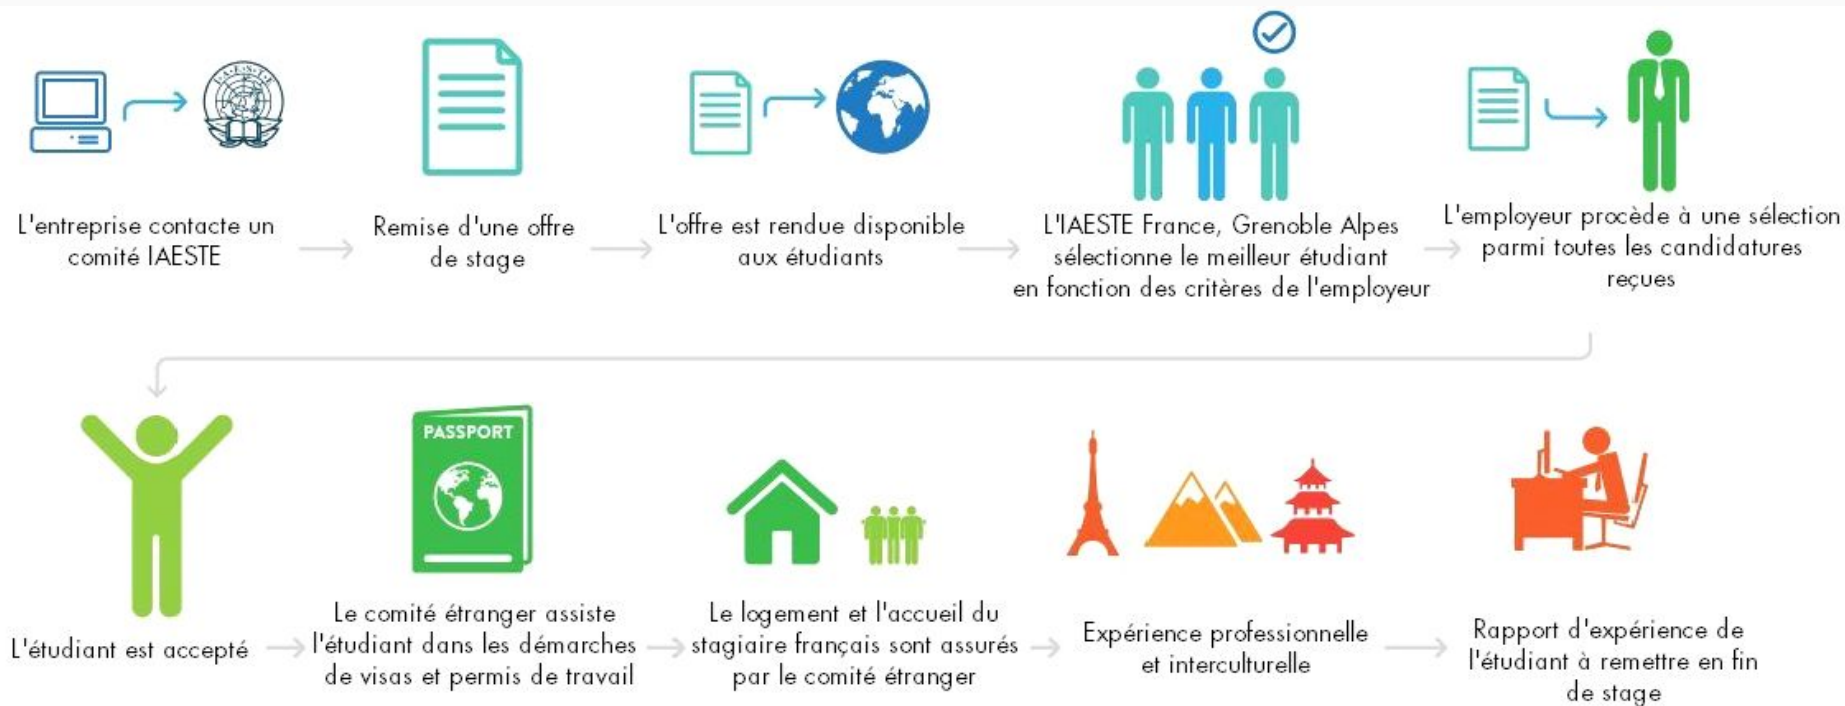 I.A.E.S.T.E
L'entreprise contacte un
comité IAESTE
Remise d'une offre
de stage
L'offre est rendue disponible
aux étudiants
L'IAESTE France, Grenoble Alpes
sélectionne le meilleur étudiant
en fonction des critères de l'employeur
L'employeur procède à une sélection
parmi toutes les candidatures
reçues
L'étudiant est accepté
PASSPORT
Le comité étranger assiste
l'étudiant dans les démarches
de visas et permis de travail
Le logement et l'accueil du
stagiaire français sont assurés
par le comité étranger
Expérience professionnelle
et interculturelle
Rapport d'expérience de
l'étudiant à remettre en fin
de stage